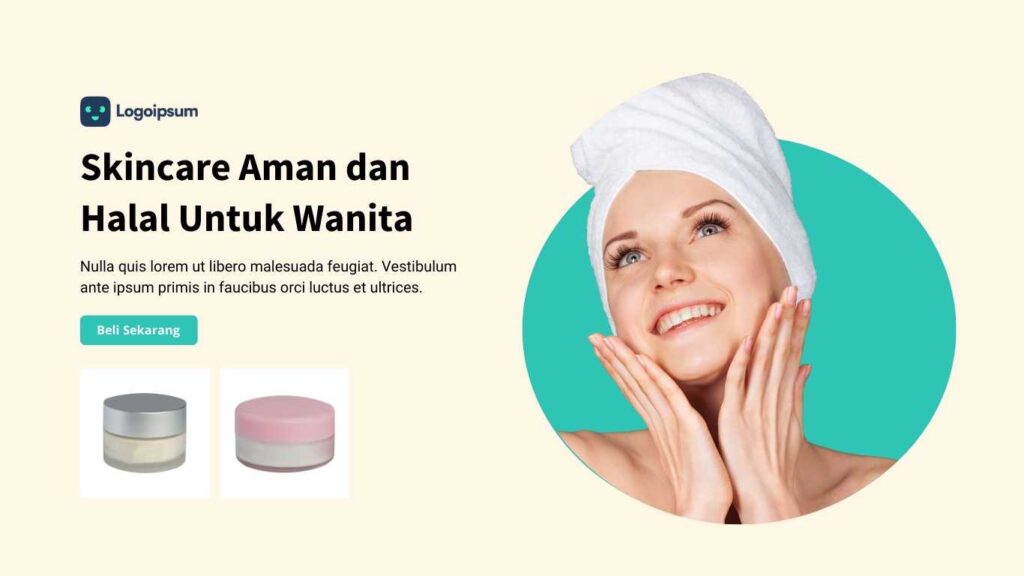 Logoipsum
Skincare Aman dan
Halal Untuk Wanita
Nulla quis lorem ut libero malesuada feugiat. Vestibulum
ante ipsum primis in faucibus orci luctus et ultrices.
Beli Sekarang